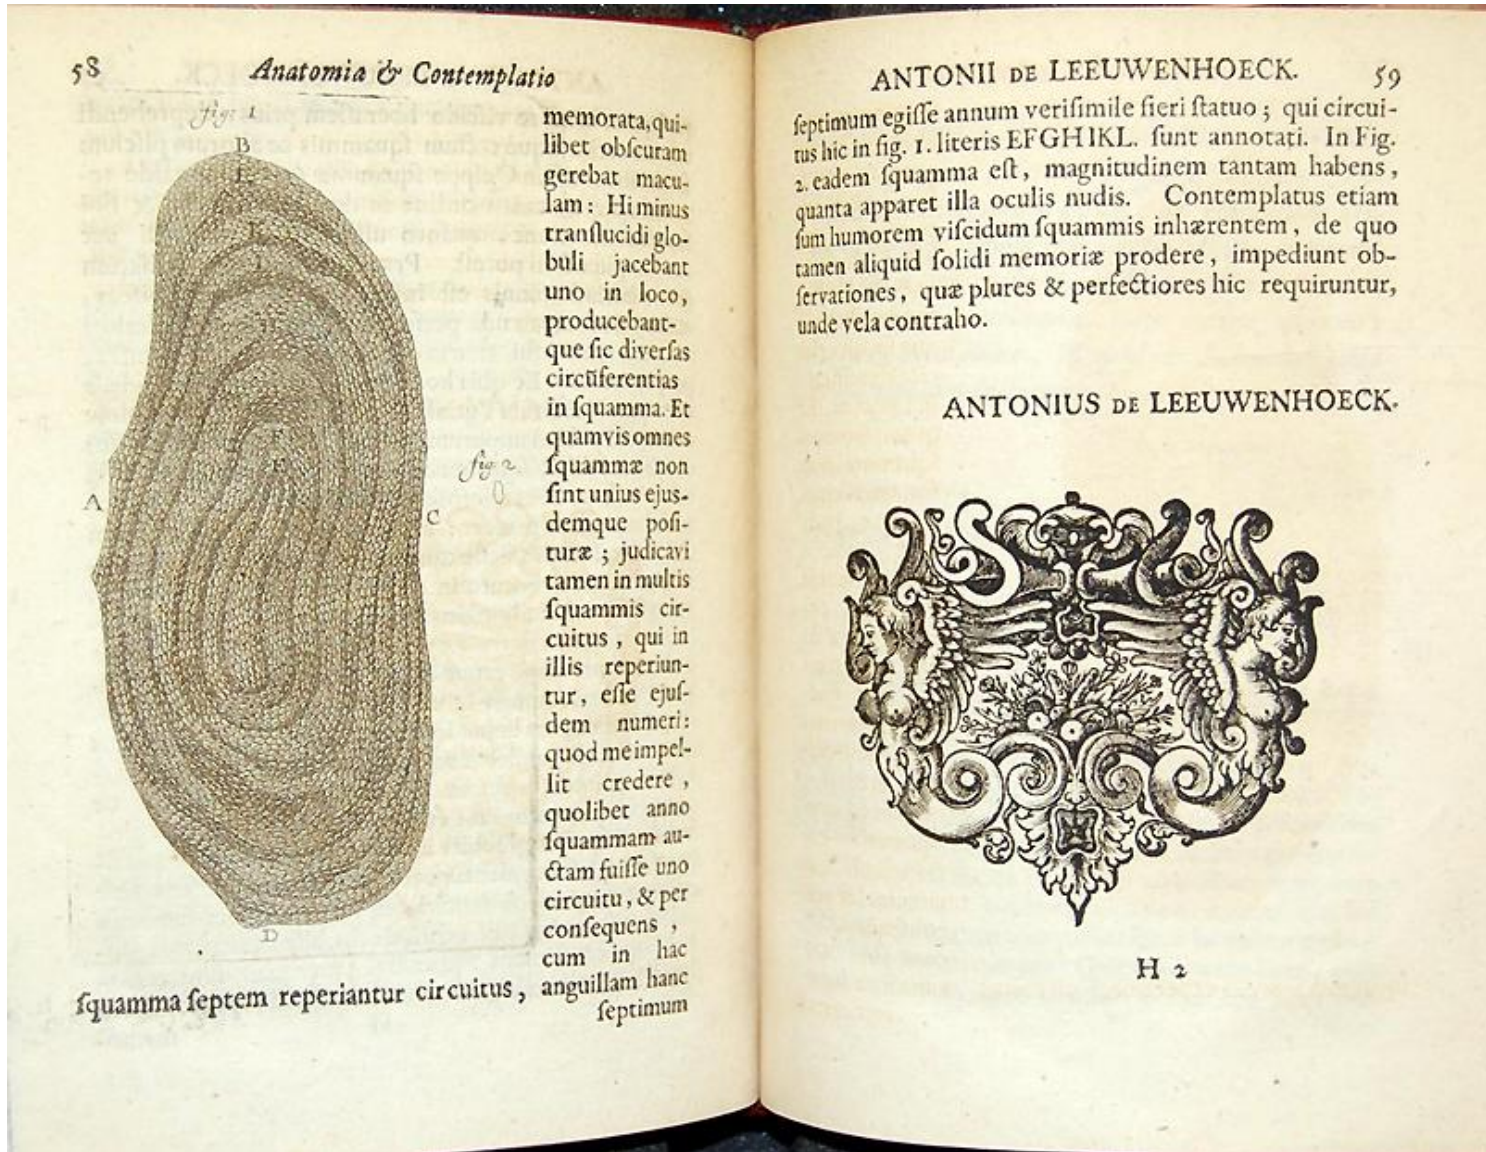 58
Anatomia & Contemplatio
fig: 1
B
E
K
I
H
F
E
A
C
D
fig: 2
memorata, qui-
libet obſcuram
gerebat macu-
lam: Hi minus
tranſlucidi glo-
buli jacebant
uno in loco,
producebant-
que ſic diverſas
circũferentias
in ſquamma. Et
quamvis omnes
ſquammæ non
ſint unius ejus-
demque poſi-
turæ ; judicavi
tamen in multis
ſquammis cir-
cuitus , qui in
illis reperiun-
tur, eſſe ejuſ-
dem numeri:
quod me impel-
lit credere ,
quolibet anno
ſquammam au-
ctam fuiſſe uno
circuitu, & per
conſequens ,
cum in hac
ſquamma ſeptem reperiantur circuitus, anguillam hanc
ſeptimum
ANTONII DE LEEUWENHOECK. 59
ſeptimum egiſſe annum veriſimile fieri ſtatuo ; qui circui-
tus hic in fig. 1. literis EFGHIKL. ſunt annotati. In Fig.
2. eadem ſquamma eſt, magnitudinem tantam habens,
quanta apparet illa oculis nudis. Contemplatus etiam
ſum humorem viſcidum ſquammis inhærentem, de quo
tamen aliquid ſolidi memoriæ prodere, impediunt ob-
ſervationes, quæ plures & perfectiores hic requiruntur,
unde vela contraho.
ANTONIUS DE LEEUWENHOECK.
H 2